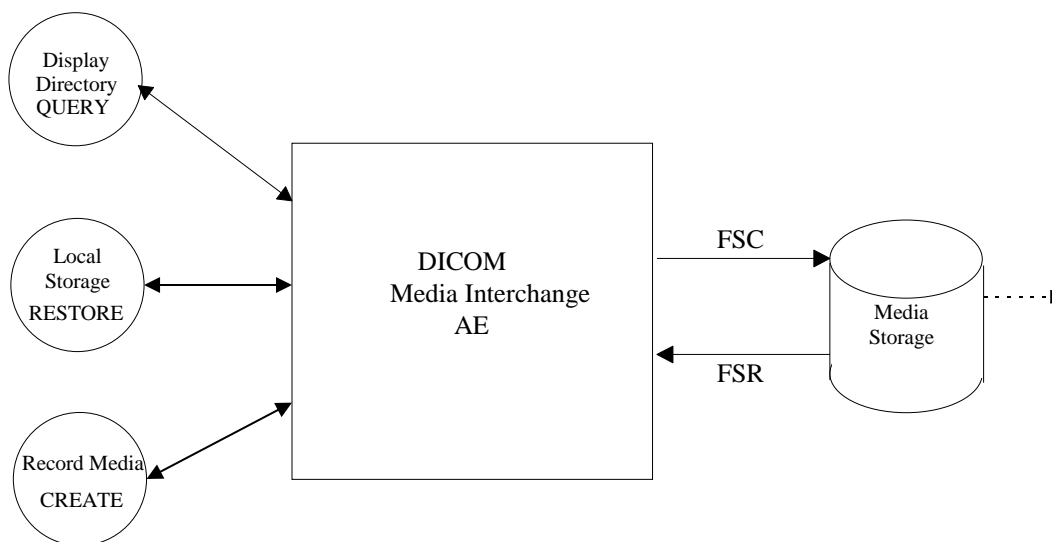 Display
Directory
QUERY
Local
Storage
RESTORE
Record Media
CREATE
DICOM
Media Interchange
AE
FSC
FSR
Media
Storage